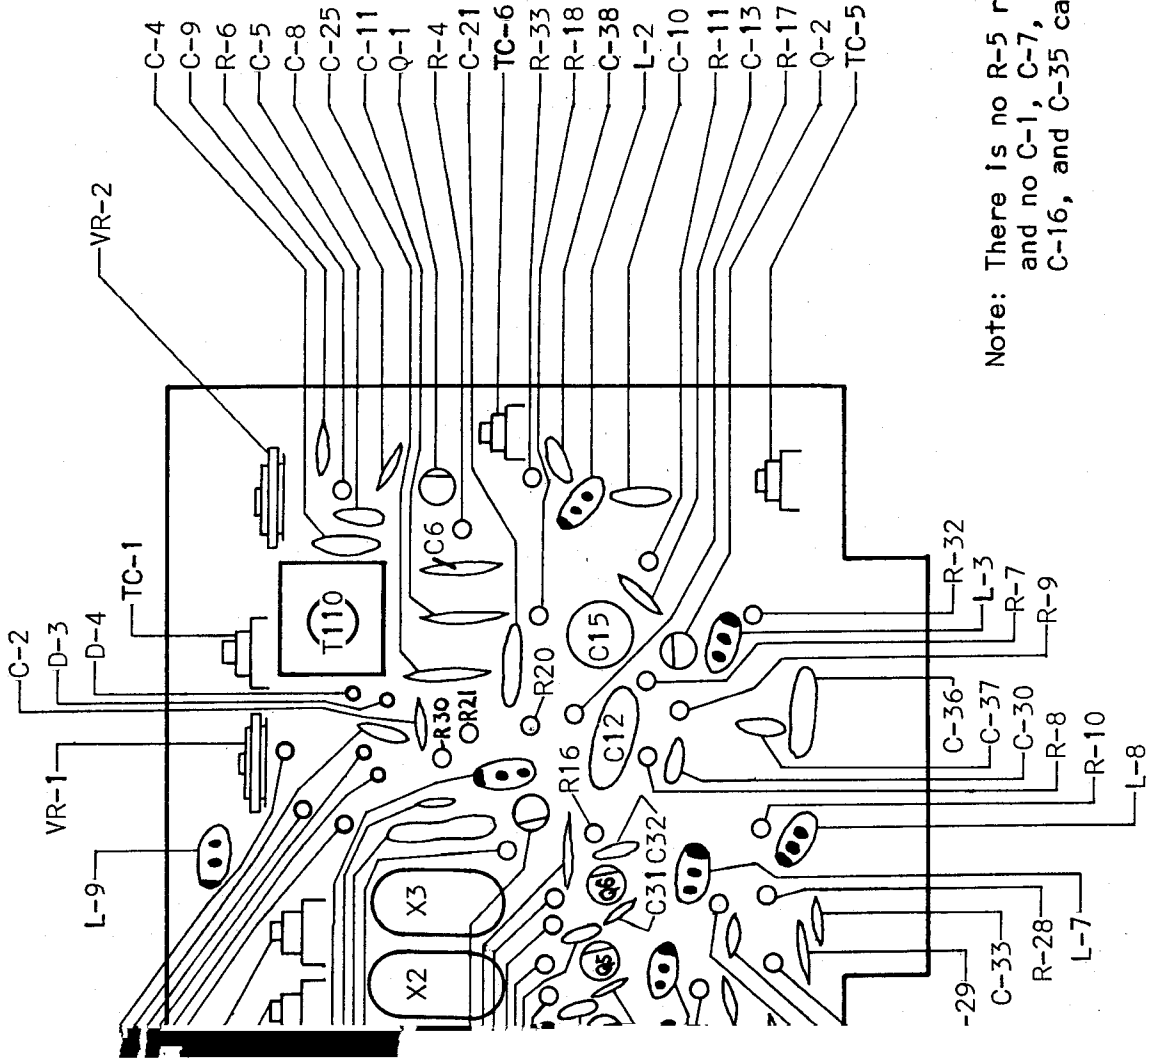 C-4
C-9
R-6
C-5
C-8
C-25
C-11
Q-1
R-4
C-21
TC-6
R-33
R-18
C-38
L-2
C-10
R-11
C-13
R-17
Q-2
TC-5
VR-2
C-2
D-3
D-4
TC-1
VR-1
L-9
T110
C6
R30
R21
R20
C15
C12
R16
C31
C32
X3
X2
Q6
Q5
R-32
L-3
R-7
R-9
C-36
C-37
C-30
R-8
R-10
L-8
-29
C-33
R-28
L-7
Note: There is no R-5 r
and no C-1, C-7,
C-16, and C-35 ca